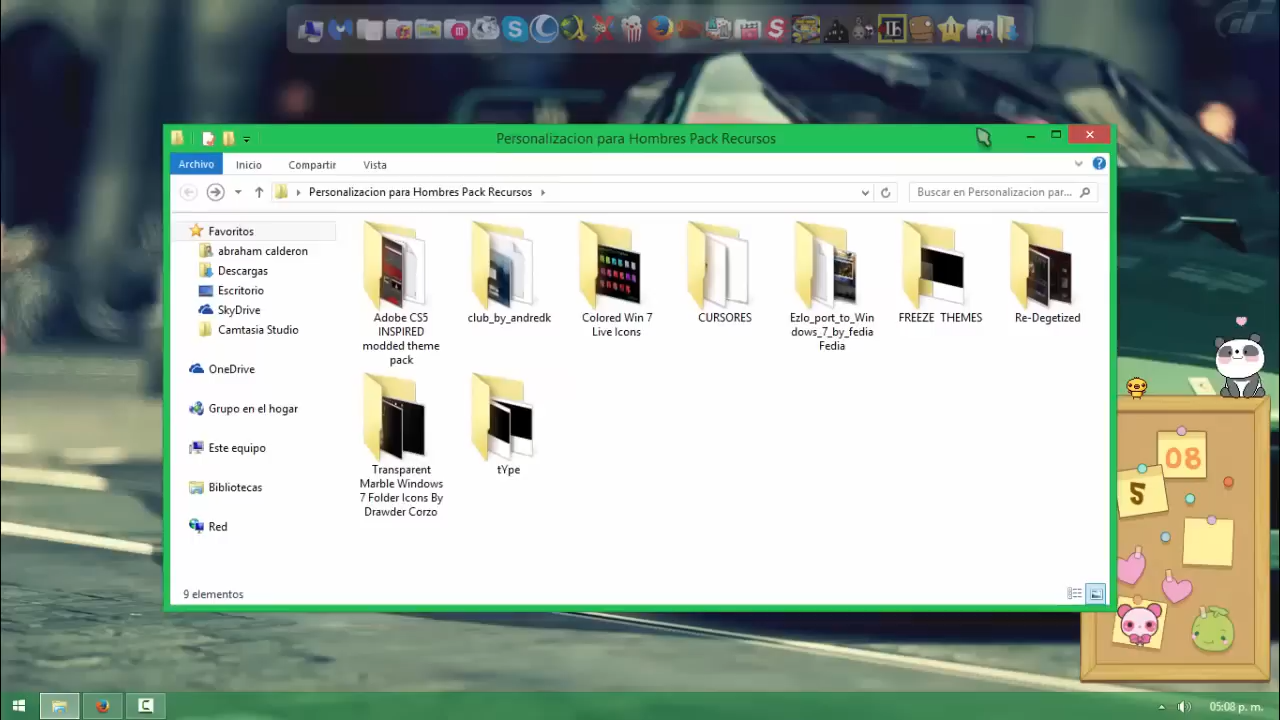 Personalizacion para Hombres Pack Recursos
Archivo Inicio Compartir Vista
Personalizacion para Hombres Pack Recursos
Buscar en Personalizacion par...
Favoritos
abraham calderon
Descargas
Escritorio
SkyDrive
Camtasia Studio
OneDrive
Grupo en el hogar
Este equipo
Bibliotecas
Red
Adobe CS5
INSPIRED
modded theme
pack
club_by_andredk
Colored Win 7
Live Icons
CURSORES
Ezlo_port_to_Win
dows_7_by_fedia
Fedia
FREEZE THEMES
Re-Degetized
Transparent
Marble Windows
7 Folder Icons By
Drawder Corzo
tYpe
9 elementos
08
5
05:08 p. m.